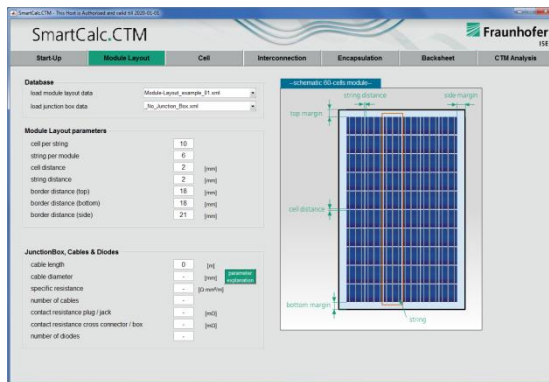 SmartCalc.CTM - This Host is Authorised and valid till 2020-01-01
SmartCalc.CTM
Fraunhofer
ISE
Start-Up Module Layout Cell Interconnection Encapsulation Backsheet CTM Analysis
Database
load module layout data Module-Layout_example_01.xml
load junction box data _No_Junction_Box.xml
Module Layout parameters
cell per string 10
string per module 6
cell distance 2 [mm]
string distance 2 [mm]
border distance (top) 18 [mm]
border distance (bottom) 18 [mm]
border distance (side) 21 [mm]
JunctionBox, Cables & Diodes
cable length 0 [m]
cable diameter - [mm]
parameter explanation
specific resistance - [Ω·mm²/m]
number of cables -
contact resistance plug / jack - [mΩ]
contact resistance cross connector / box - [mΩ]
number of diodes -
--schematic 60-cells module--
string distance side margin
top margin
cell distance
bottom margin
string